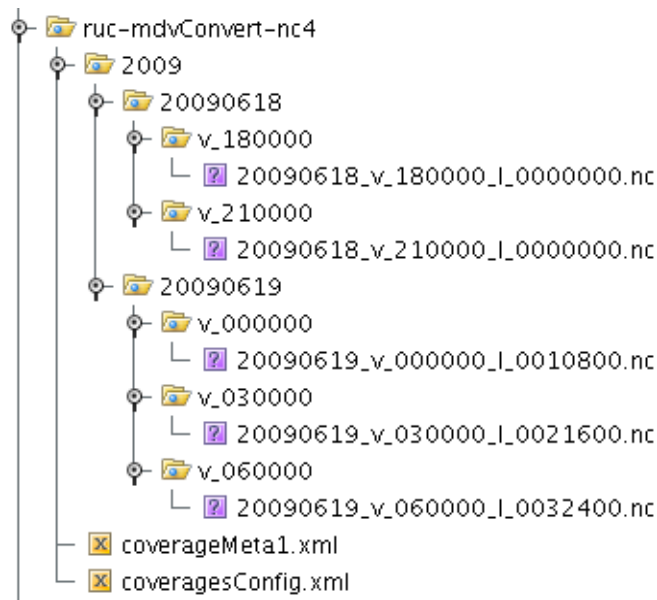 ruc-mdvConvert-nc4
2009
20090618
v_180000
20090618_v_180000_l_0000000.nc
v_210000
20090618_v_210000_l_0000000.nc
20090619
v_000000
20090619_v_000000_l_0010800.nc
v_030000
20090619_v_030000_l_0021600.nc
v_060000
20090619_v_060000_l_0032400.nc
coverageMeta1.xml
coveragesConfig.xml